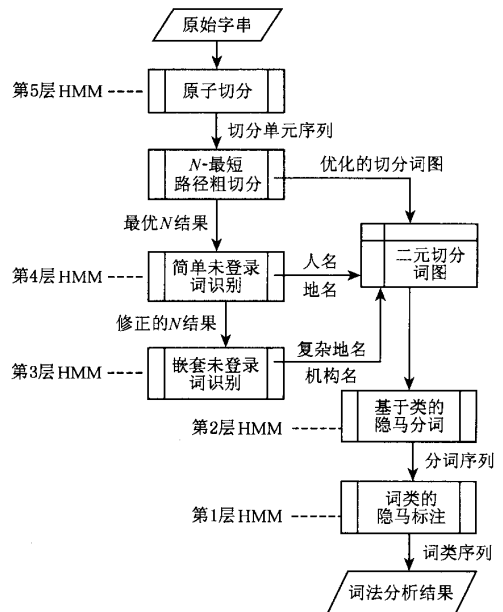 原始字串
第5层HMM
原子切分
切分单元序列
N-最短
路径粗切分
优化的切分词图
最优N结果
二元切分
词图
第4层HMM
简单未登录
词识别
人名
地名
修正的N结果
第3层HMM
嵌套未登录
词识别
复杂地名
机构名
第2层HMM
基于类的
隐马分词
分词序列
第1层HMM
词类的
隐马标注
词类序列
词法分析结果